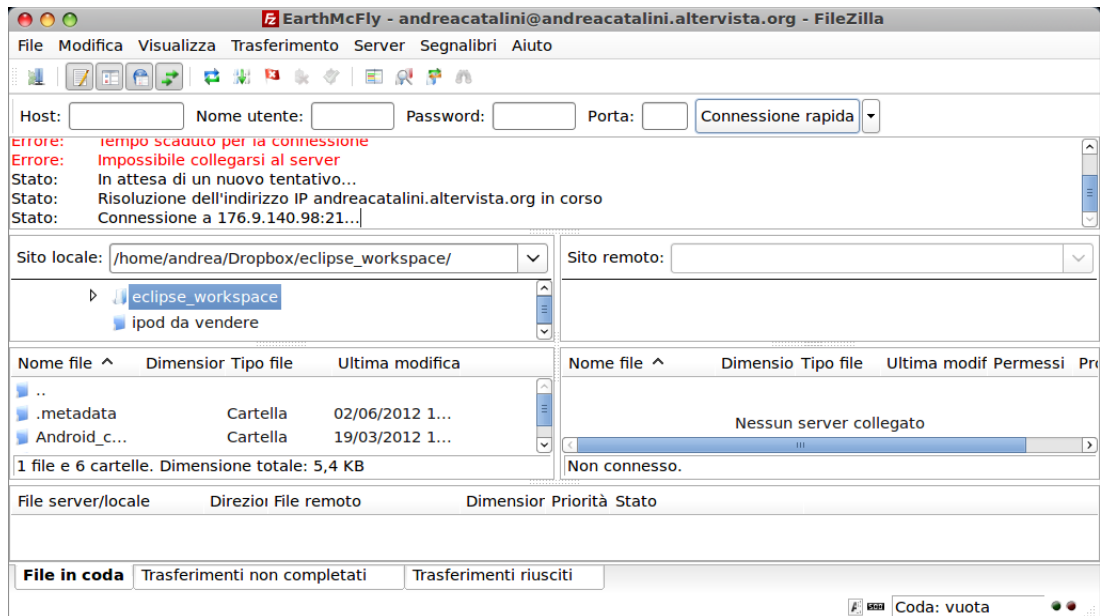 EarthMcFly - andreacatalini@andreacatalini.altervista.org - FileZilla
File Modifica Visualizza Trasferimento Server Segnalibri Aiuto
Host: Nome utente: Password: Porta: Connessione rapida
Errore: Tempo scaduto per la connessione
Errore: Impossibile collegarsi al server
Stato: In attesa di un nuovo tentativo...
Stato: Risoluzione dell'indirizzo IP andreacatalini.altervista.org in corso
Stato: Connessione a 176.9.140.98:21...
Sito locale: /home/andrea/Dropbox/eclipse_workspace/
Sito remoto:
eclipse_workspace
ipod da vendere
Nome file Dimensior Tipo file Ultima modifica
..
.metadata Cartella 02/06/2012 1...
Android_c... Cartella 19/03/2012 1...
1 file e 6 cartelle. Dimensione totale: 5,4 KB
Nome file Dimensio Tipo file Ultima modif Permessi Pro
Nessun server collegato
Non connesso.
File server/locale Direzior File remoto Dimensior Priorità Stato
File in coda Trasferimenti non completati Trasferimenti riusciti
Coda: vuota